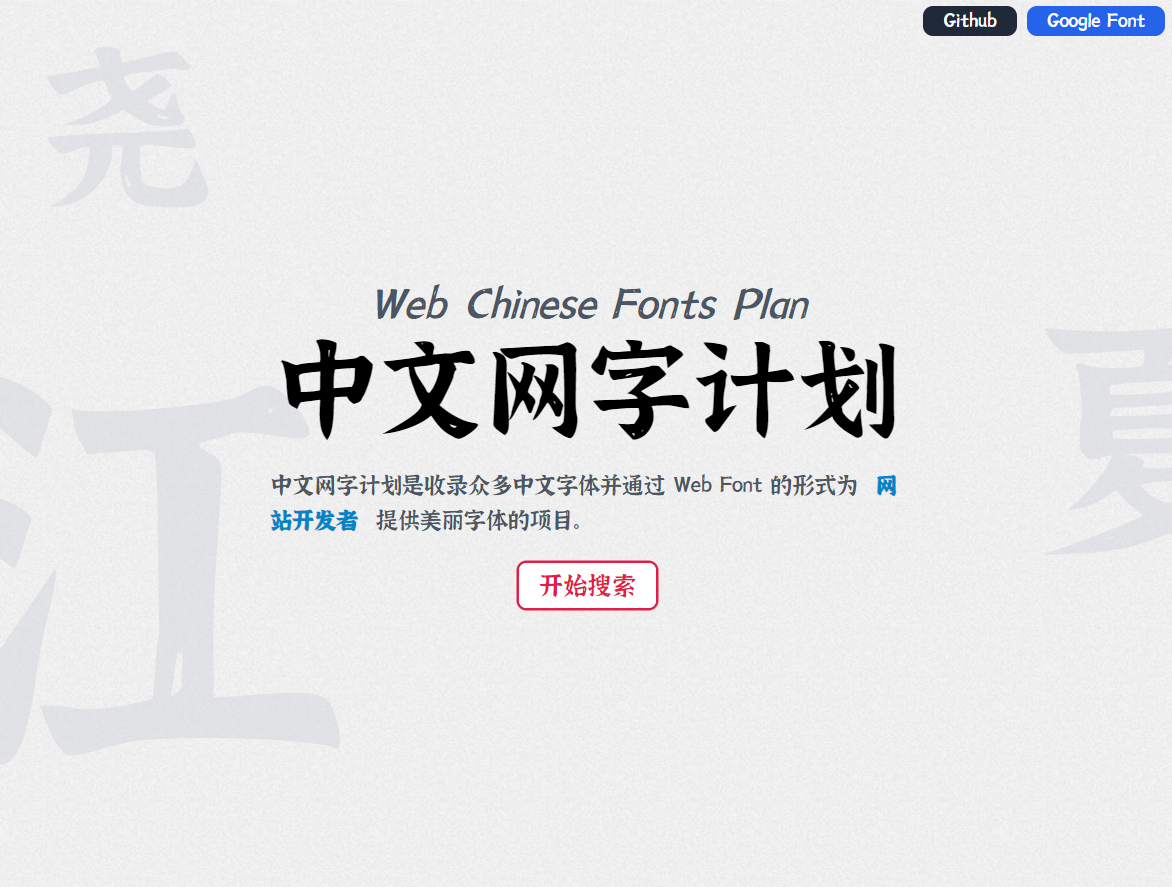 Github
Google Font
尧
Web Chinese Fonts Plan
中文网字计划
江
夏
中文网字计划是收录众多中文字体并通过 Web Font 的形式为 网
站开发者 提供美丽字体的项目。
开始搜索